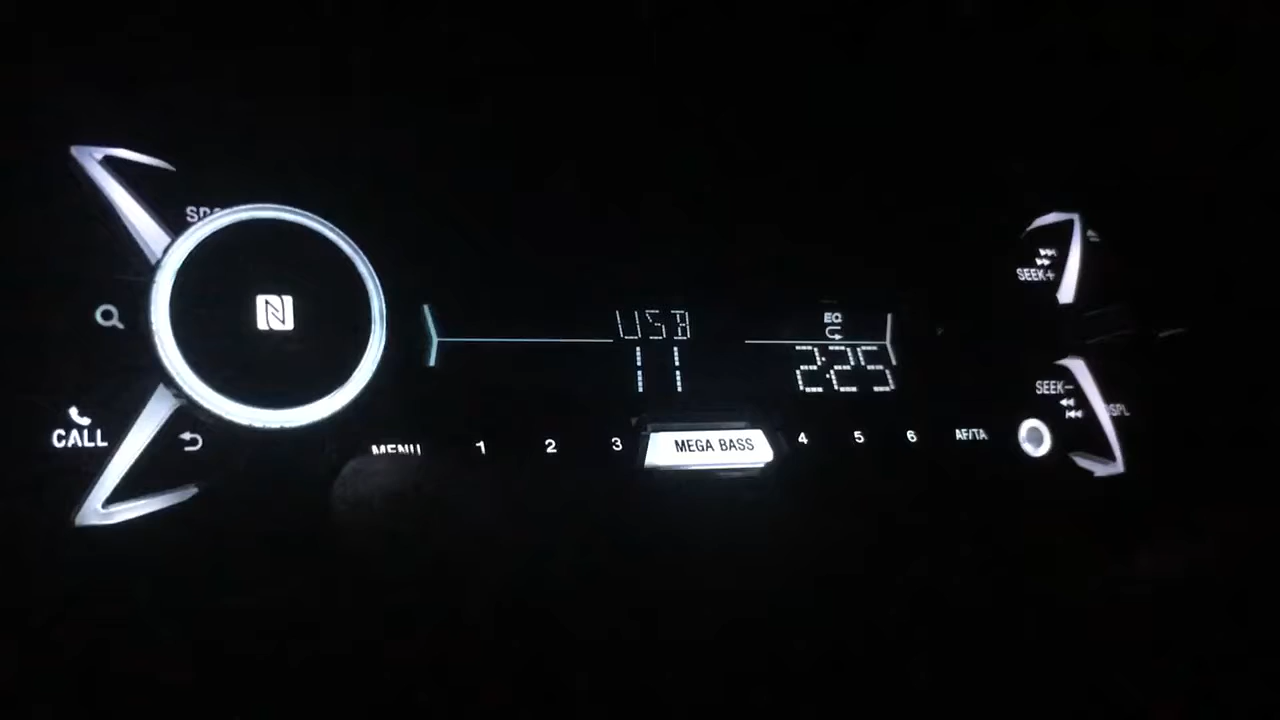 SEEK+
USB
EQ
11 2:25
SEEK-
CALL
MENU 1 2 3 MEGA BASS 4 5 6 AF/TA